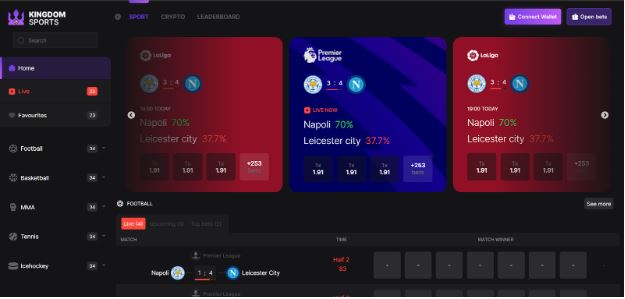 KINGDOM
SPORTS
SPORT
CRYPTO
LEADERBOARD
Connect Wallet
Open bets
Search
Home
Live
23
Favourites
23
Football
34
Basketball
34
MMA
34
Tennis
34
Icehockey
34
LaLiga
3 : 4
19:00 TODAY
Napoli 70%
Leicester city 37.7%
1x
1.91
1x
1.91
1x
1.91
+253
bets
Premier
League
3 : 4
LIVE NOW
Napoli 70%
Leicester city 37.7%
1x
1.91
1x
1.91
1x
1.91
+253
bets
LaLiga
3 : 4
19:00 TODAY
Napoli 70%
Leicester city 37.7%
1x
1.91
1x
1.91
1x
1.91
+253
bets
FOOTBALL
See more
Live (4)
Upcoming (1)
Top bets (2)
MATCH
TIME
MATCH WINNER
Premier League
Napoli
1 : 4
Leicester City
Half 2
'83
- - - - - - -
Premier League